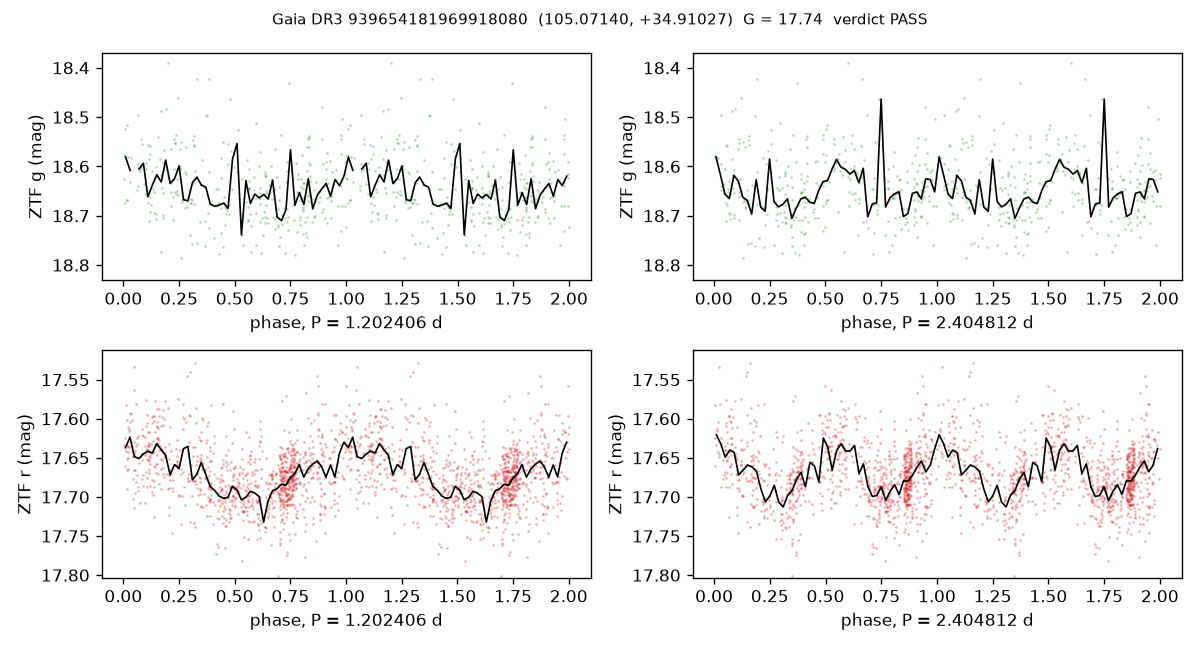 Gaia DR3 939654181969918080  (105.07140, +34.91027)  G = 17.74  verdict PASS
ZTF g (mag)
18.4
18.5
18.6
18.7
18.8
0.00 0.25 0.50 0.75 1.00 1.25 1.50 1.75 2.00
phase, P = 1.202406 d
ZTF g (mag)
18.4
18.5
18.6
18.7
18.8
0.00 0.25 0.50 0.75 1.00 1.25 1.50 1.75 2.00
phase, P = 2.404812 d
ZTF r (mag)
17.55
17.60
17.65
17.70
17.75
17.80
0.00 0.25 0.50 0.75 1.00 1.25 1.50 1.75 2.00
phase, P = 1.202406 d
ZTF r (mag)
17.55
17.60
17.65
17.70
17.75
17.80
0.00 0.25 0.50 0.75 1.00 1.25 1.50 1.75 2.00
phase, P = 2.404812 d